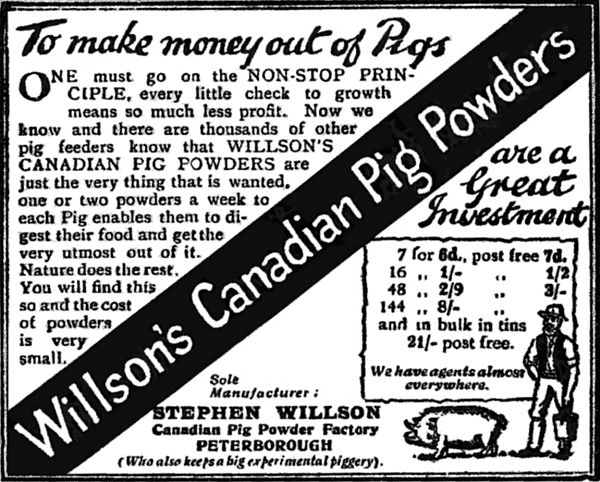 To make money out of Pigs
ONE must go on the NON-STOP PRIN-
CIPLE, every little check to growth
means so much less profit. Now we
know and there are thousands of other
pig feeders know that WILLSON'S
CANADIAN PIG POWDERS are
just the very thing that is wanted,
one or two powders a week to
each Pig enables them to di-
gest their food and get the
very utmost out of it.
Nature does the rest.
You will find this
so and the cost
of powders
is very
small.
Willson's Canadian Pig Powders
are a
Great
Investment
7 for 6d., post free 7d.
16 ,, 1/- ,, 1/2
48 ,, 2/9 ,, 3/-
144 ,, 8/-
and in bulk in tins
21/- post free.
We have agents almost
everywhere.
Sole
Manufacturer:
STEPHEN WILLSON
Canadian Pig Powder Factory
PETERBOROUGH
(Who also keeps a big experimental piggery).